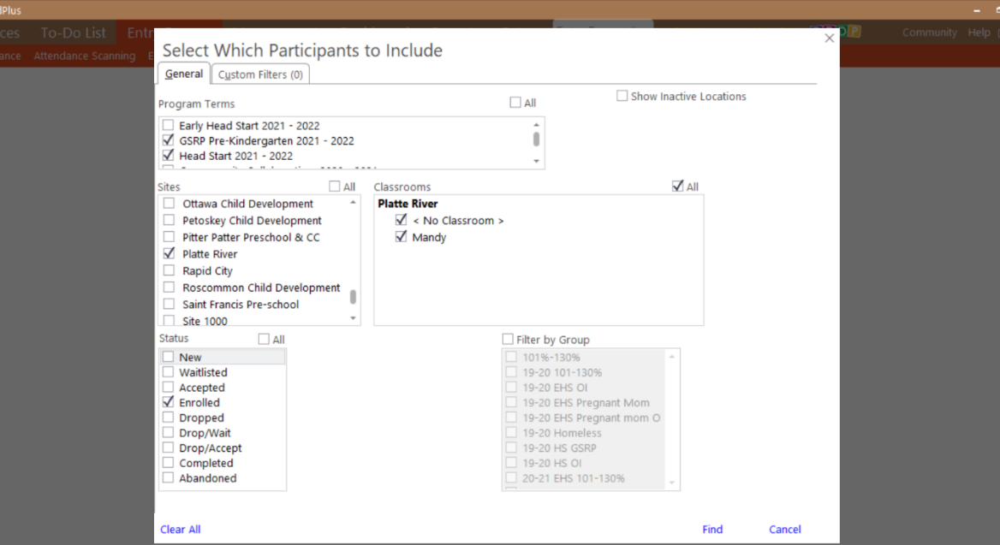 dPlus
ces To-Do List Entr
Community Help
ance Attendance Scanning E
Select Which Participants to Include
General Custom Filters (0)
Program Terms All Show Inactive Locations
Early Head Start 2021 - 2022
GSRP Pre-Kindergarten 2021 - 2022
Head Start 2021 - 2022
Sites All Classrooms All
Ottawa Child Development
Petoskey Child Development
Pitter Patter Preschool & CC
Platte River
Rapid City
Roscommon Child Development
Saint Francis Pre-school
Site 1000
Platte River
< No Classroom >
Mandy
Status All
New
Waitlisted
Accepted
Enrolled
Dropped
Drop/Wait
Drop/Accept
Completed
Abandoned
Filter by Group
101%-130%
19-20 101-130%
19-20 EHS OI
19-20 EHS Pregnant Mom
19-20 EHS Pregnant mom O
19-20 Homeless
19-20 HS GSRP
19-20 HS OI
20-21 EHS 101-130%
Clear All Find Cancel